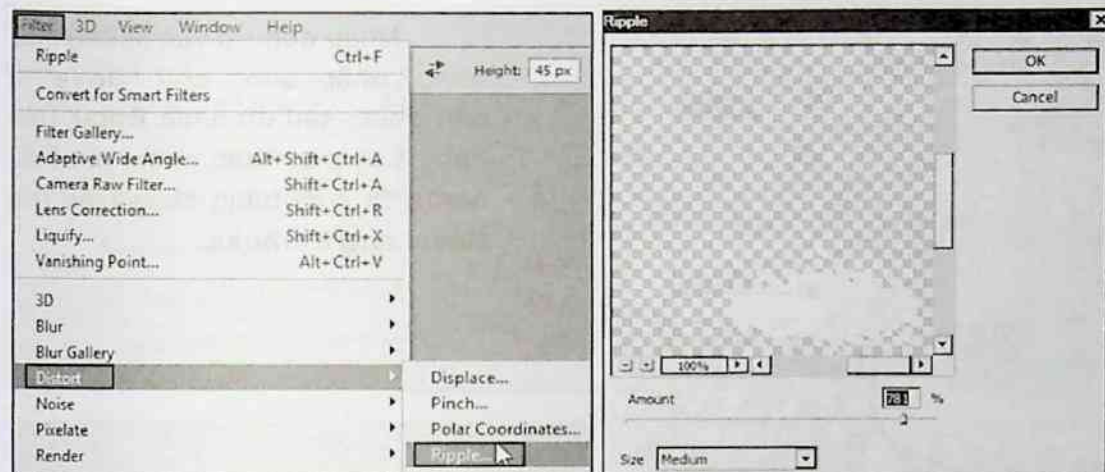 Filter 3D View Window Help
Ripple Ctrl+F
Convert for Smart Filters
Filter Gallery...
Adaptive Wide Angle... Alt+Shift+Ctrl+A
Camera Raw Filter... Shift+Ctrl+A
Lens Correction... Shift+Ctrl+R
Liquify... Shift+Ctrl+X
Vanishing Point... Alt+Ctrl+V
3D
Blur
Blur Gallery
Distort
Noise
Pixelate
Render
Height: 45 px
Displace...
Pinch...
Polar Coordinates...
Ripple...
Ripple
OK
Cancel
100%
Amount 781 %
Size Medium